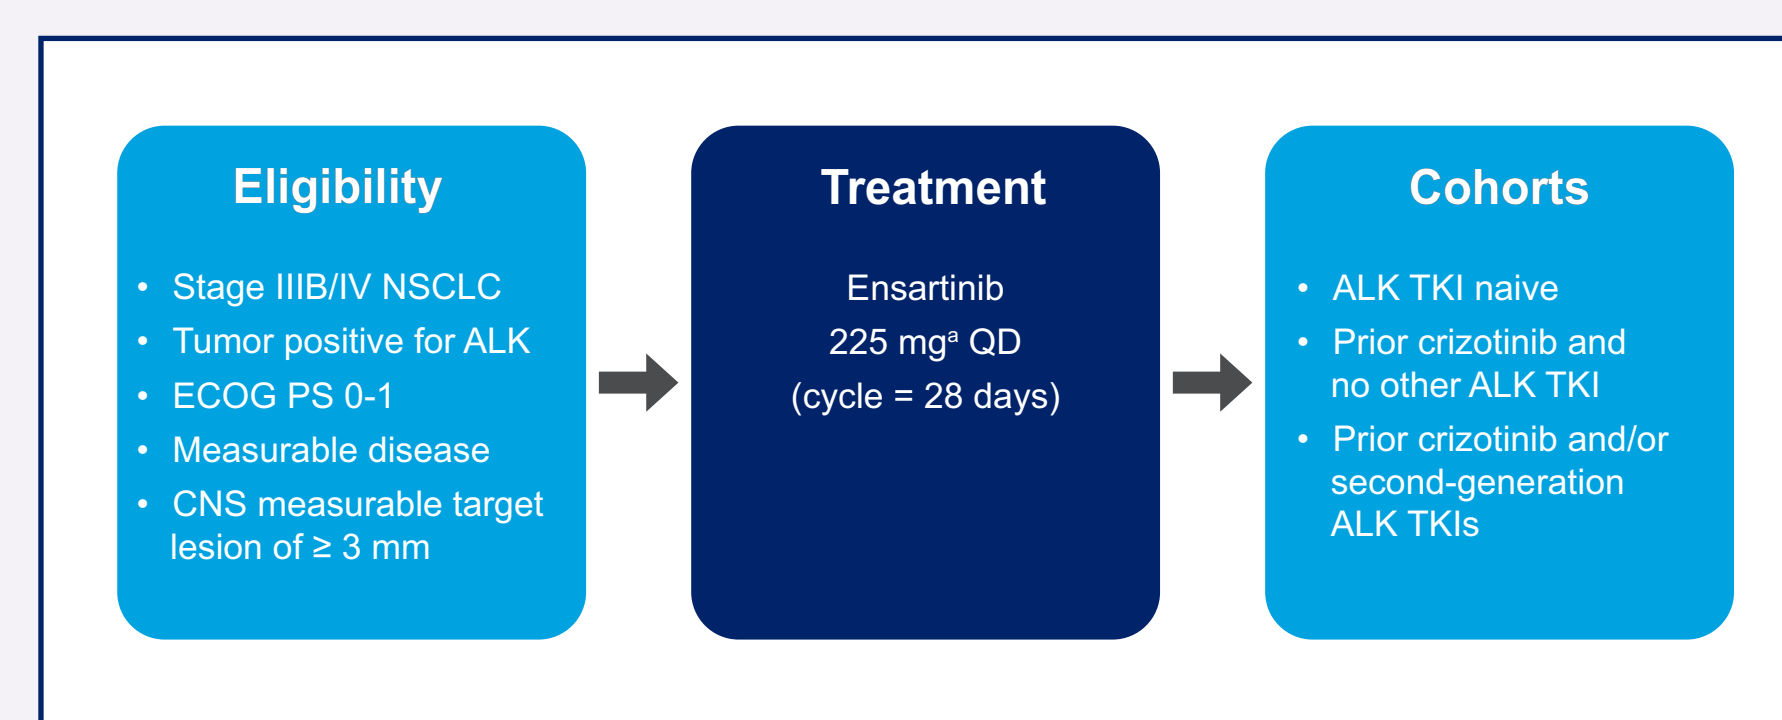 Eligibility
• Stage IIIB/IV NSCLC
• Tumor positive for ALK
• ECOG PS 0-1
• Measurable disease
• CNS measurable target
lesion of ≥ 3 mm
Treatment
Ensartinib
225 mgᵃ QD
(cycle = 28 days)
Cohorts
• ALK TKI naive
• Prior crizotinib and
no other ALK TKI
• Prior crizotinib and/or
second-generation
ALK TKIs